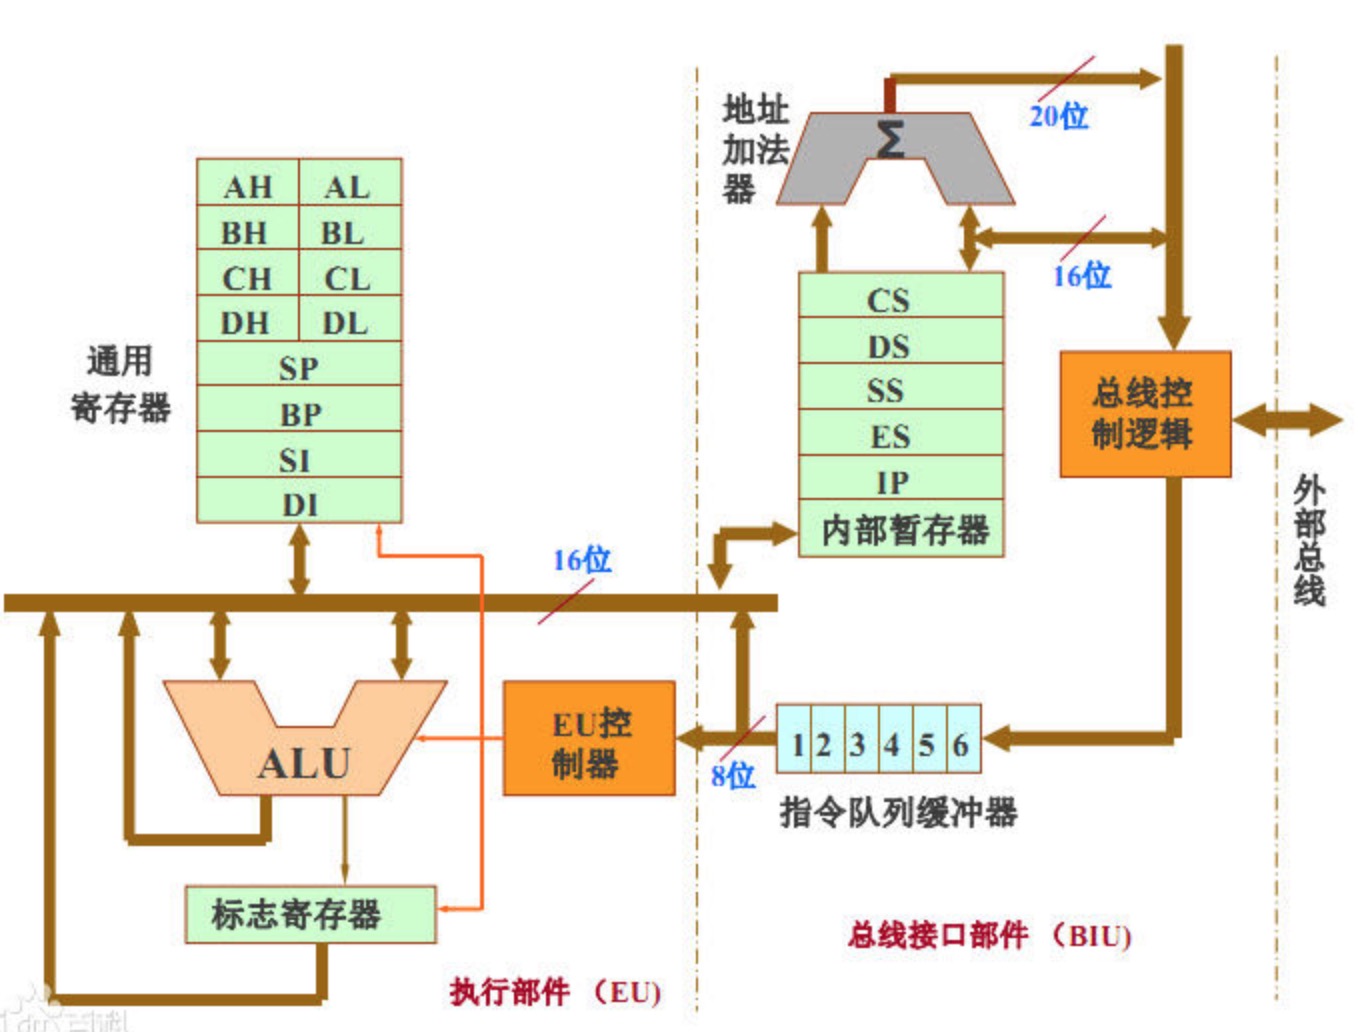 地址
加法
器
Σ
20位
16位
AH AL
BH BL
CH CL
DH DL
SP
BP
SI
DI
通用
寄存器
CS
DS
SS
ES
IP
内部暂存器
总线控
制逻辑
外
部
总
线
16位
ALU
EU控
制器
8位
1 2 3 4 5 6
指令队列缓冲器
标志寄存器
执行部件 （EU)
总线接口部件 （BIU)